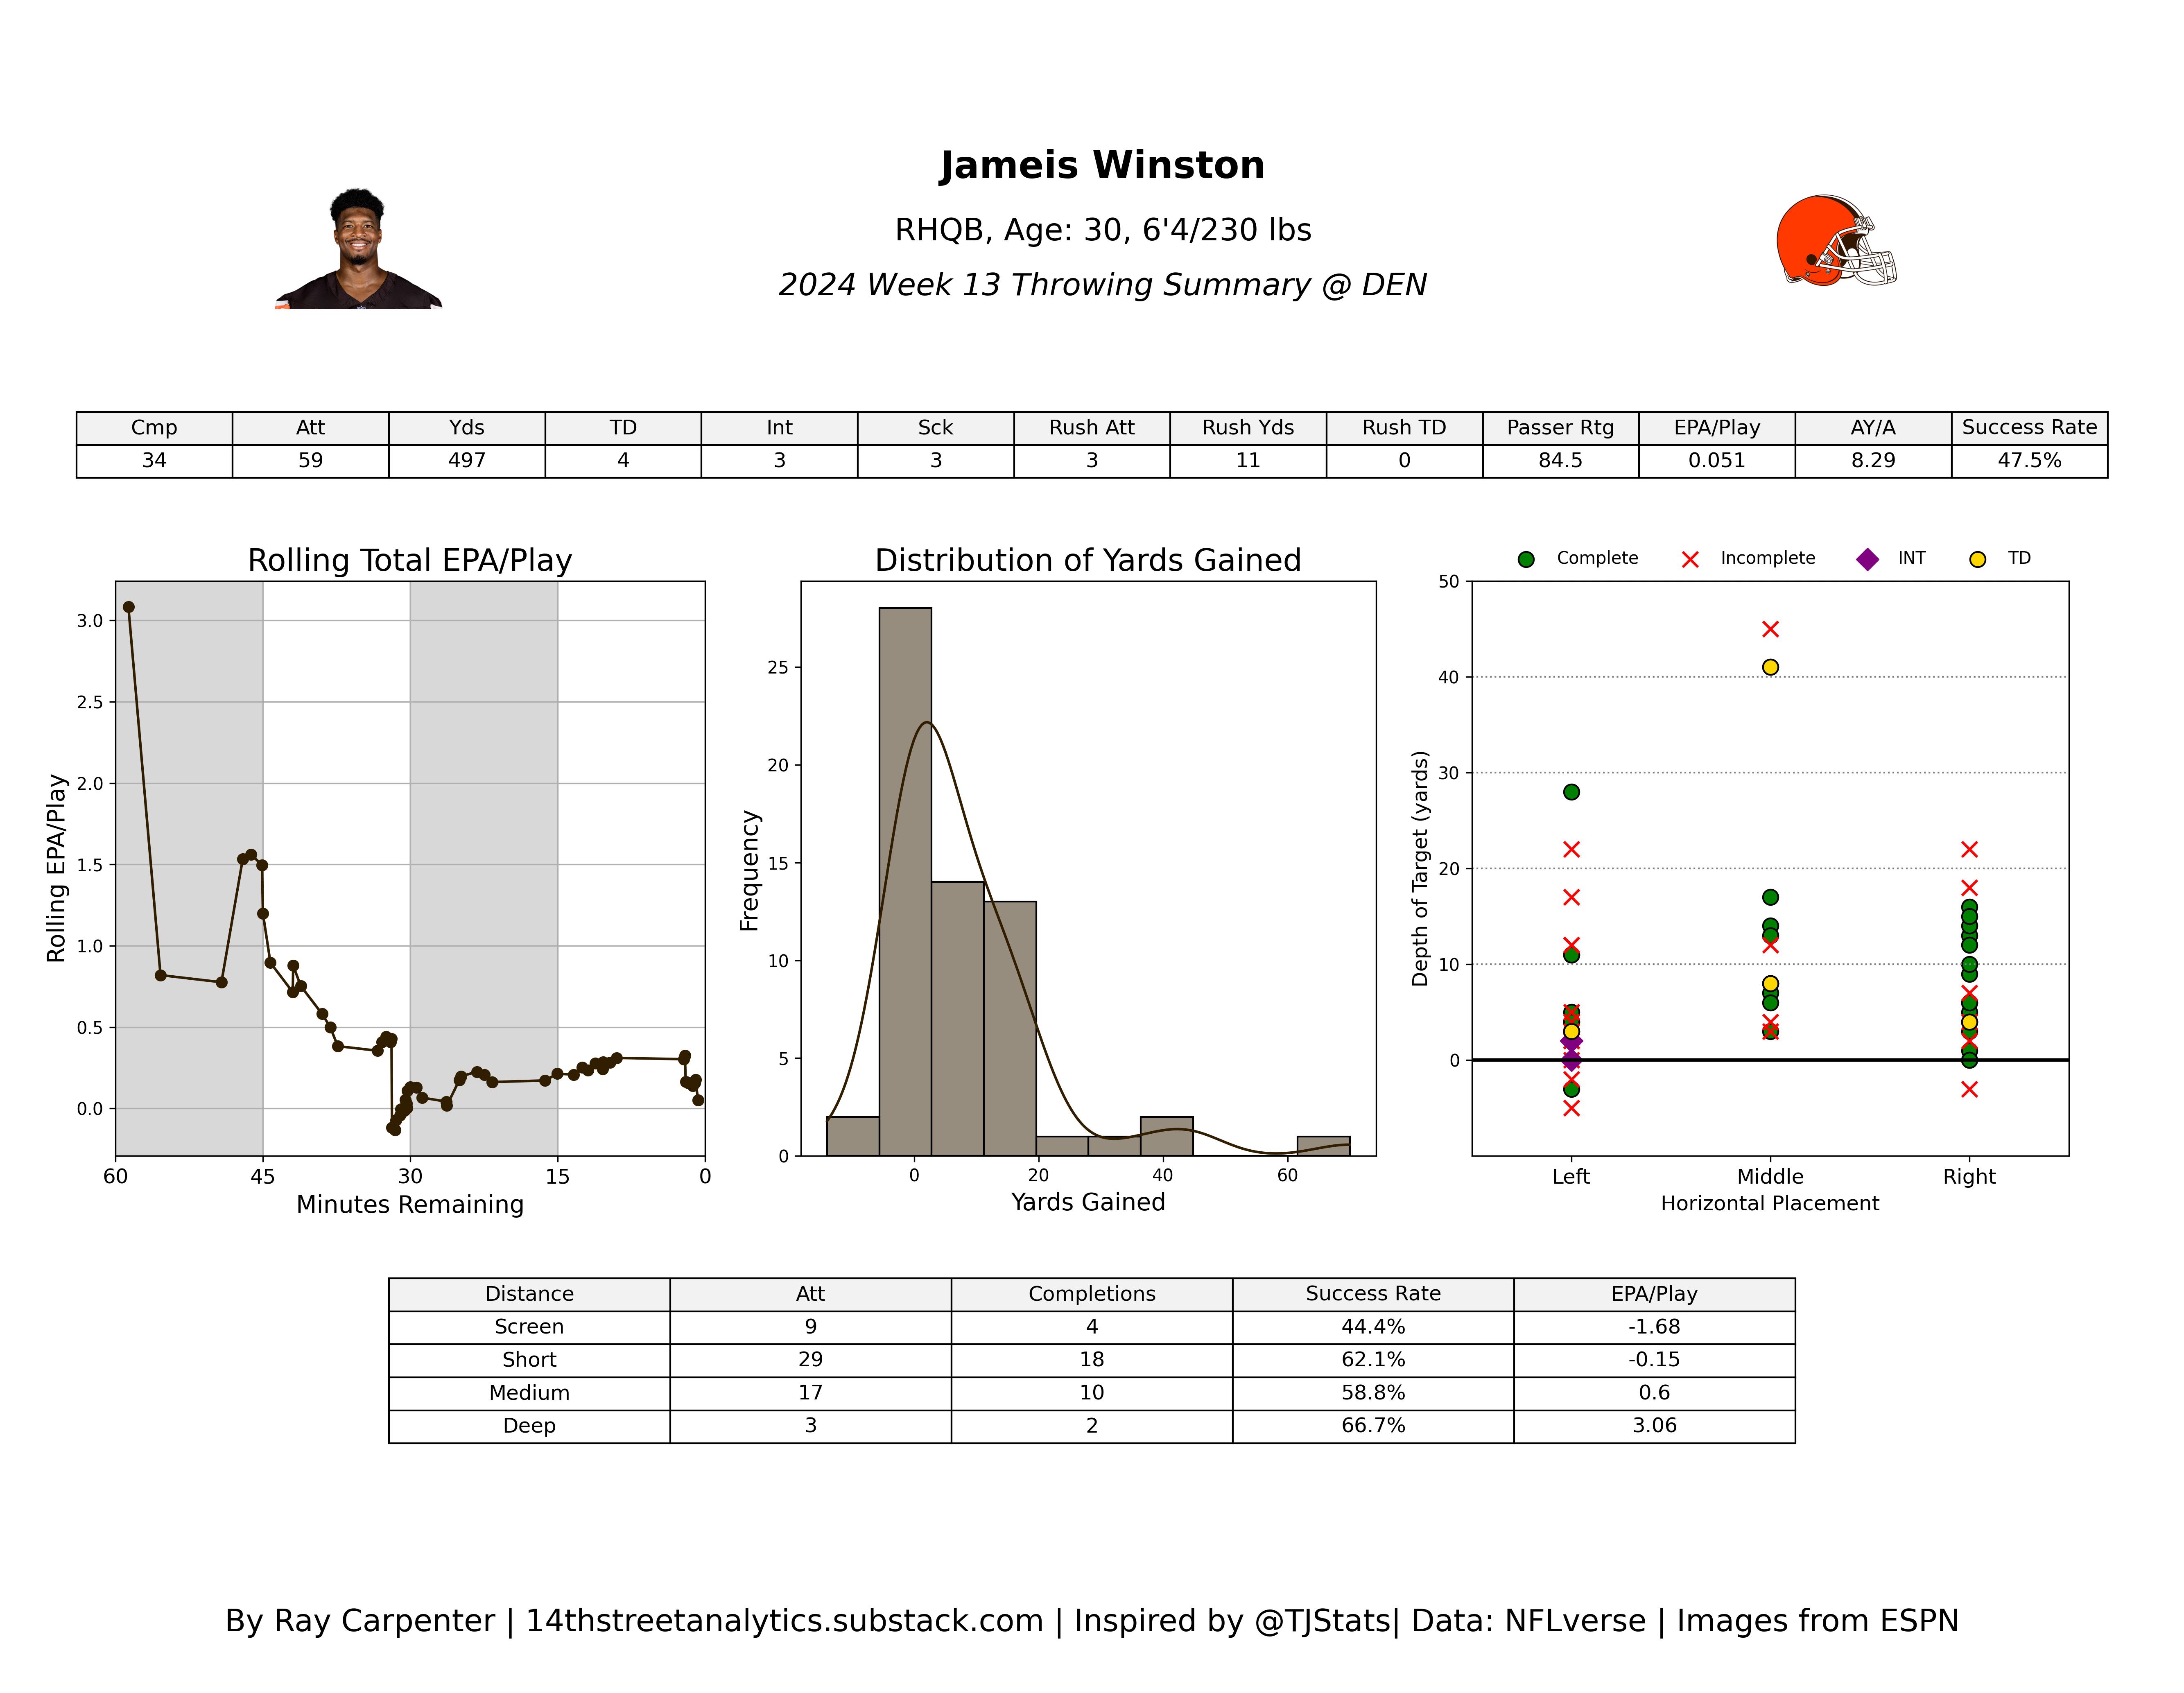 Jameis Winston
RHQB, Age: 30, 6'4/230 lbs
2024 Week 13 Throwing Summary @ DEN
Cmp Att Yds TD Int Sck Rush Att Rush Yds Rush TD Passer Rtg EPA/Play AY/A Success Rate
34 59 497 4 3 3 3 11 0 84.5 0.051 8.29 47.5%
Rolling Total EPA/Play
Rolling EPA/Play
3.0
2.5
2.0
1.5
1.0
0.5
0.0
60 45 30 15 0
Minutes Remaining
Distribution of Yards Gained
Frequency
25
20
15
10
5
0
0 20 40 60
Yards Gained
Complete Incomplete INT TD
Depth of Target (yards)
50
40
30
20
10
0
Left Middle Right
Horizontal Placement
Distance Att Completions Success Rate EPA/Play
Screen 9 4 44.4% -1.68
Short 29 18 62.1% -0.15
Medium 17 10 58.8% 0.6
Deep 3 2 66.7% 3.06
By Ray Carpenter | 14thstreetanalytics.substack.com | Inspired by @TJStats| Data: NFLverse | Images from ESPN